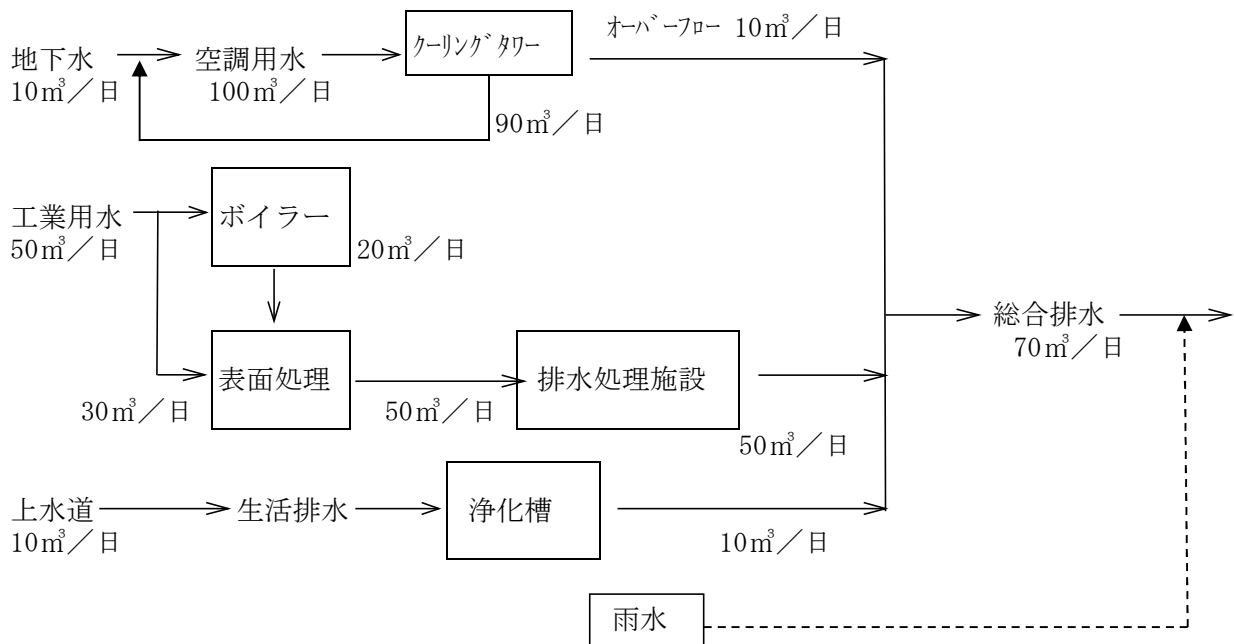 オーバーフロー 10㎥／日
クーリングタワー
地下水
空調用水
10㎥／日
100㎥／日
90㎥／日
工業用水
ボイラー
50㎥／日
20㎥／日
総合排水
70㎥／日
表面処理
排水処理施設
30㎥／日
50㎥／日
50㎥／日
上水道
生活排水
浄化槽
10㎥／日
10㎥／日
雨水